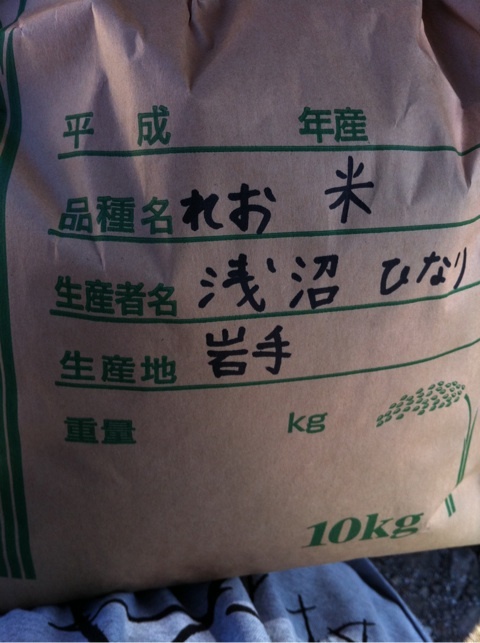 平成 年産
品種名 れお 米
生産者名 浅沼 ひなり
生産地 岩手
重量 kg
10kg